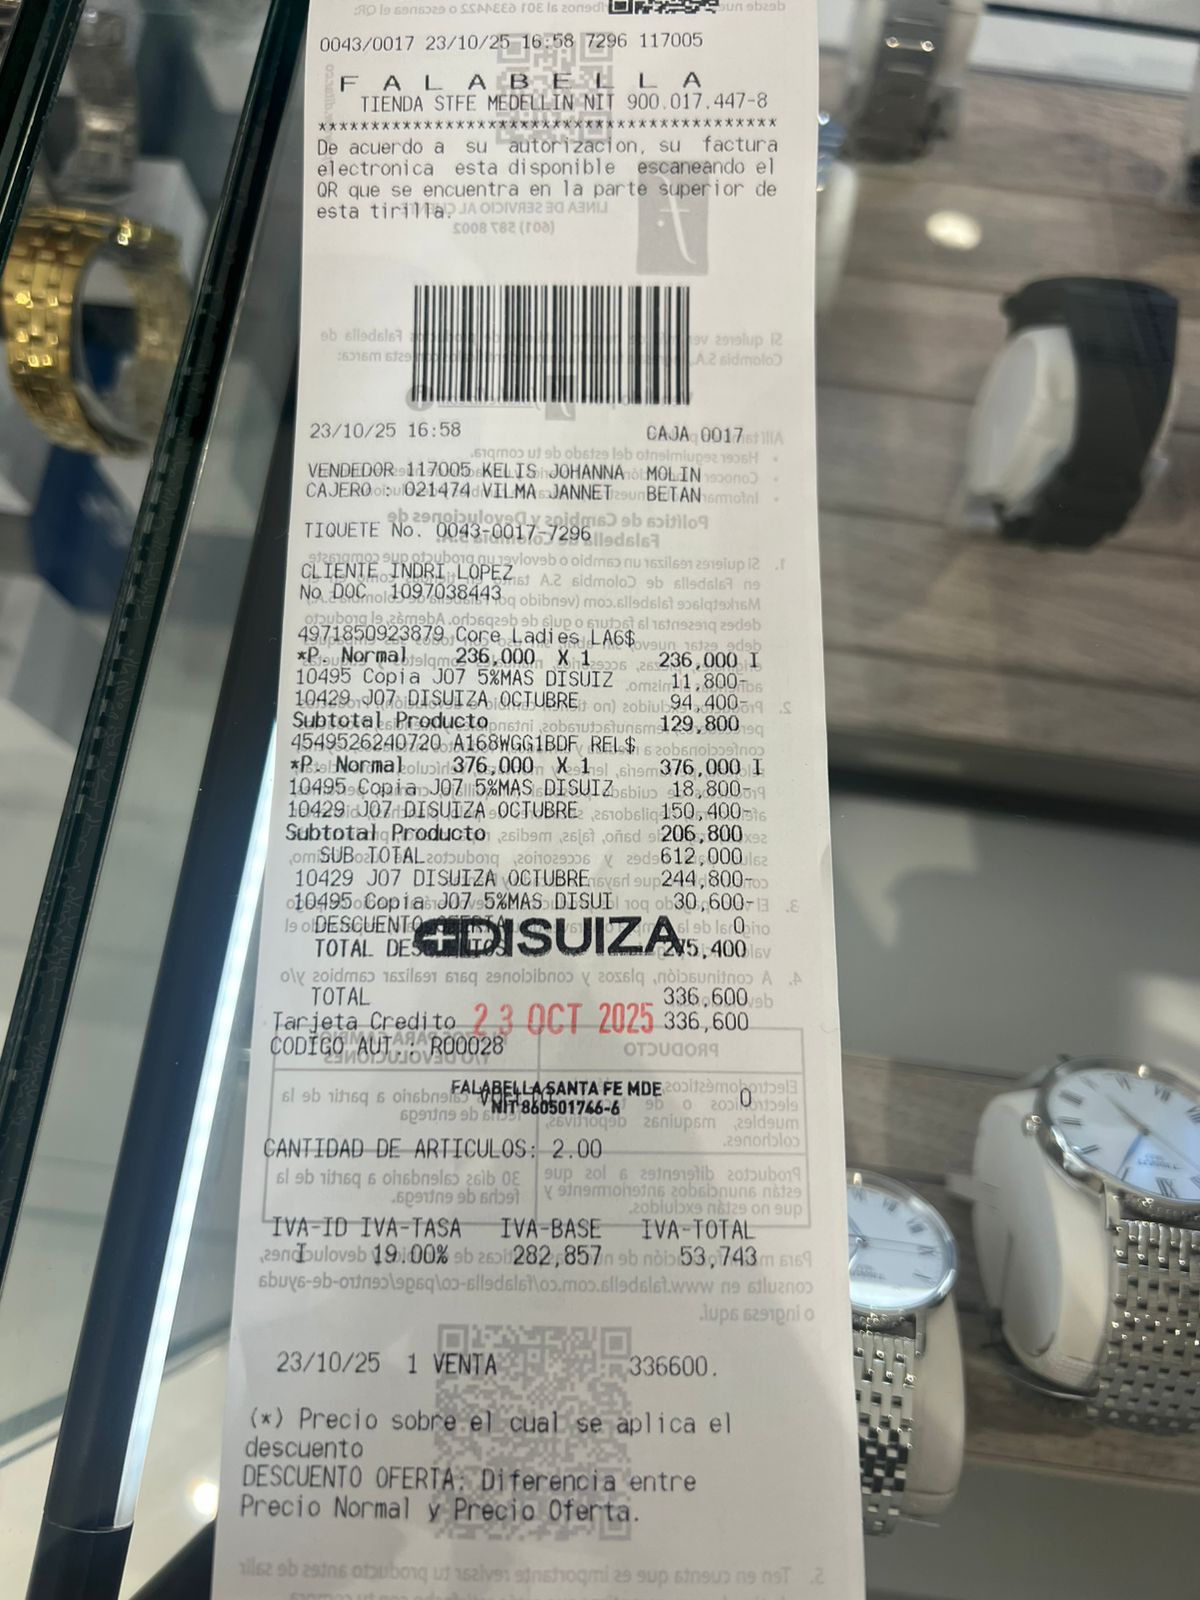 0043/0017 23/10/25 16:58 7296 117005
FALABELLA
TIENDA STFE MEDELLIN NIT 900.017.447-8
********************************************
De acuerdo a su autorizacion, su factura
electronica esta disponible escaneando el
QR que se encuentra en la parte superior de
esta tirilla.
23/10/25 16:58 CAJA 0017
VENDEDOR 117005 KELIS JOHANNA MOLIN
CAJERO : 021474 VILMA JANNET BETAN
TIQUETE No. 0043-0017-7296
CLIENTE INDRI LOPEZ
No DOC 1097038443
4971850923879 Core Ladies LA6$
*P. Normal 236,000 X 1 236,000 I
10495 Copia J07 5%MAS DISUIZ 11,800-
10429 J07 DISUIZA OCTUBRE 94,400-
Subtotal Producto 129,800
4549526240720 A168WGG1BDF REL$
*P. Normal 376,000 X 1 376,000 I
10495 Copia J07 5%MAS DISUIZ 18,800-
10429 J07 DISUIZA OCTUBRE 150,400-
Subtotal Producto 206,800
SUB TOTAL 612,000
10429 J07 DISUIZA OCTUBRE 244,800-
10495 Copia J07 5%MAS DISUI 30,600-
DESCUENTO OFERTA 0
DISUIZA
TOTAL DESCUENTOS 275,400
TOTAL 336,600
Tarjeta Credito 336,600
23 OCT 2025
CODIGO AUT.: R00028
FALABELLA SANTA FE MDE
0
NIT 860501746-6
CANTIDAD DE ARTICULOS: 2.00
IVA-ID IVA-TASA IVA-BASE IVA-TOTAL
I 19.00% 282,857 53,743
23/10/25 1 VENTA 336600.
(*) Precio sobre el cual se aplica el
descuento
DESCUENTO OFERTA: Diferencia entre
Precio Normal y Precio Oferta.